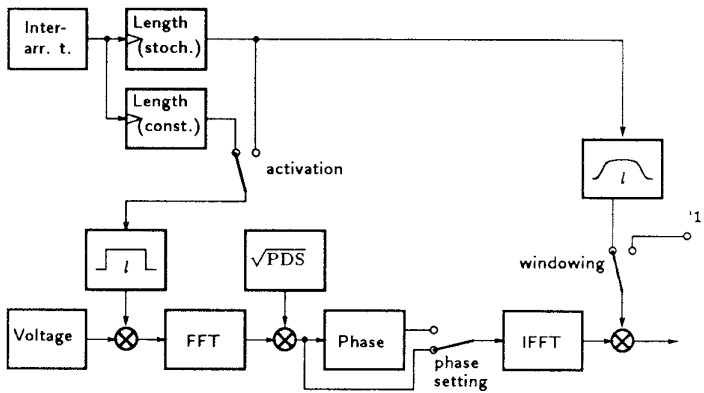 Inter-
arr. t.
Length
(stoch.)
Length
(const.)
activation
l
l
'1
√PDS
windowing
Voltage
FFT
Phase
IFFT
phase
setting